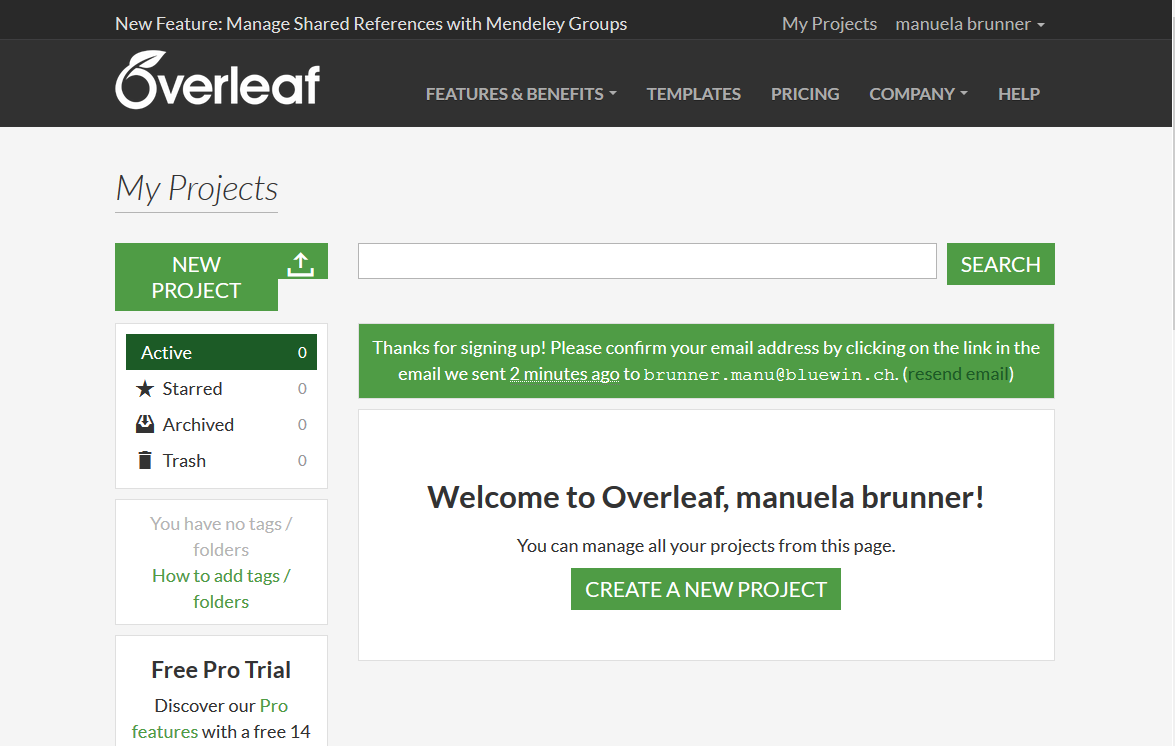 New Feature: Manage Shared References with Mendeley Groups
My Projects
manuela brunner
Overleaf
FEATURES & BENEFITS
TEMPLATES
PRICING
COMPANY
HELP
My Projects
NEW
PROJECT
SEARCH
Active 0
Starred 0
Archived 0
Trash 0
You have no tags /
folders
How to add tags /
folders
Free Pro Trial
Discover our Pro
features with a free 14
Thanks for signing up! Please confirm your email address by clicking on the link in the
email we sent 2 minutes ago to brunner.manu@bluewin.ch. (resend email)
Welcome to Overleaf, manuela brunner!
You can manage all your projects from this page.
CREATE A NEW PROJECT